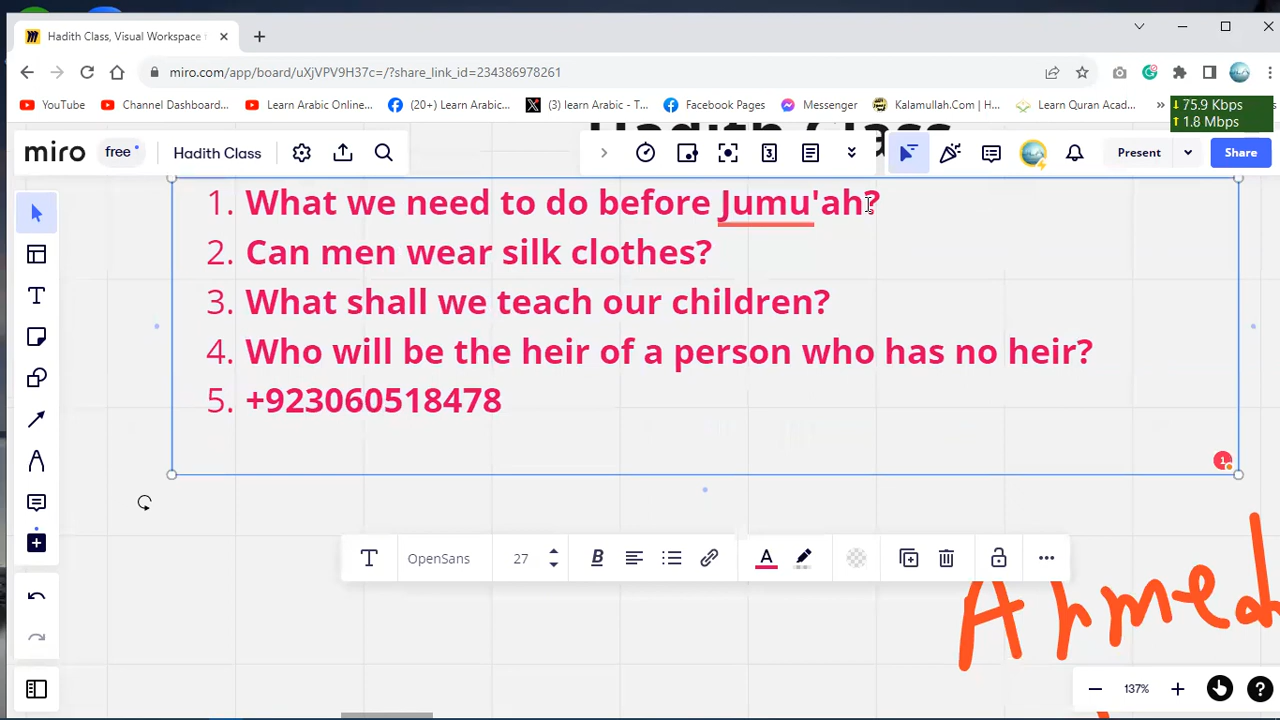 Hadith Class, Visual Workspace
miro.com/app/board/uXjVPV9H37c=/?share_link_id=234386978261
YouTube
Channel Dashboard...
Learn Arabic Online...
(20+) Learn Arabic...
(3) learn Arabic - T...
Facebook Pages
Messenger
Kalamullah.Com | H...
Learn Quran Acade...
»
75.9 Kbps
1.8 Mbps
Hadith Class
miro
free
Hadith Class
Present
Share
1. What we need to do before Jumu'ah?
2. Can men wear silk clothes?
3. What shall we teach our children?
4. Who will be the heir of a person who has no heir?
5. +923060518478
1
OpenSans
27
B
A
Ahmed
137%